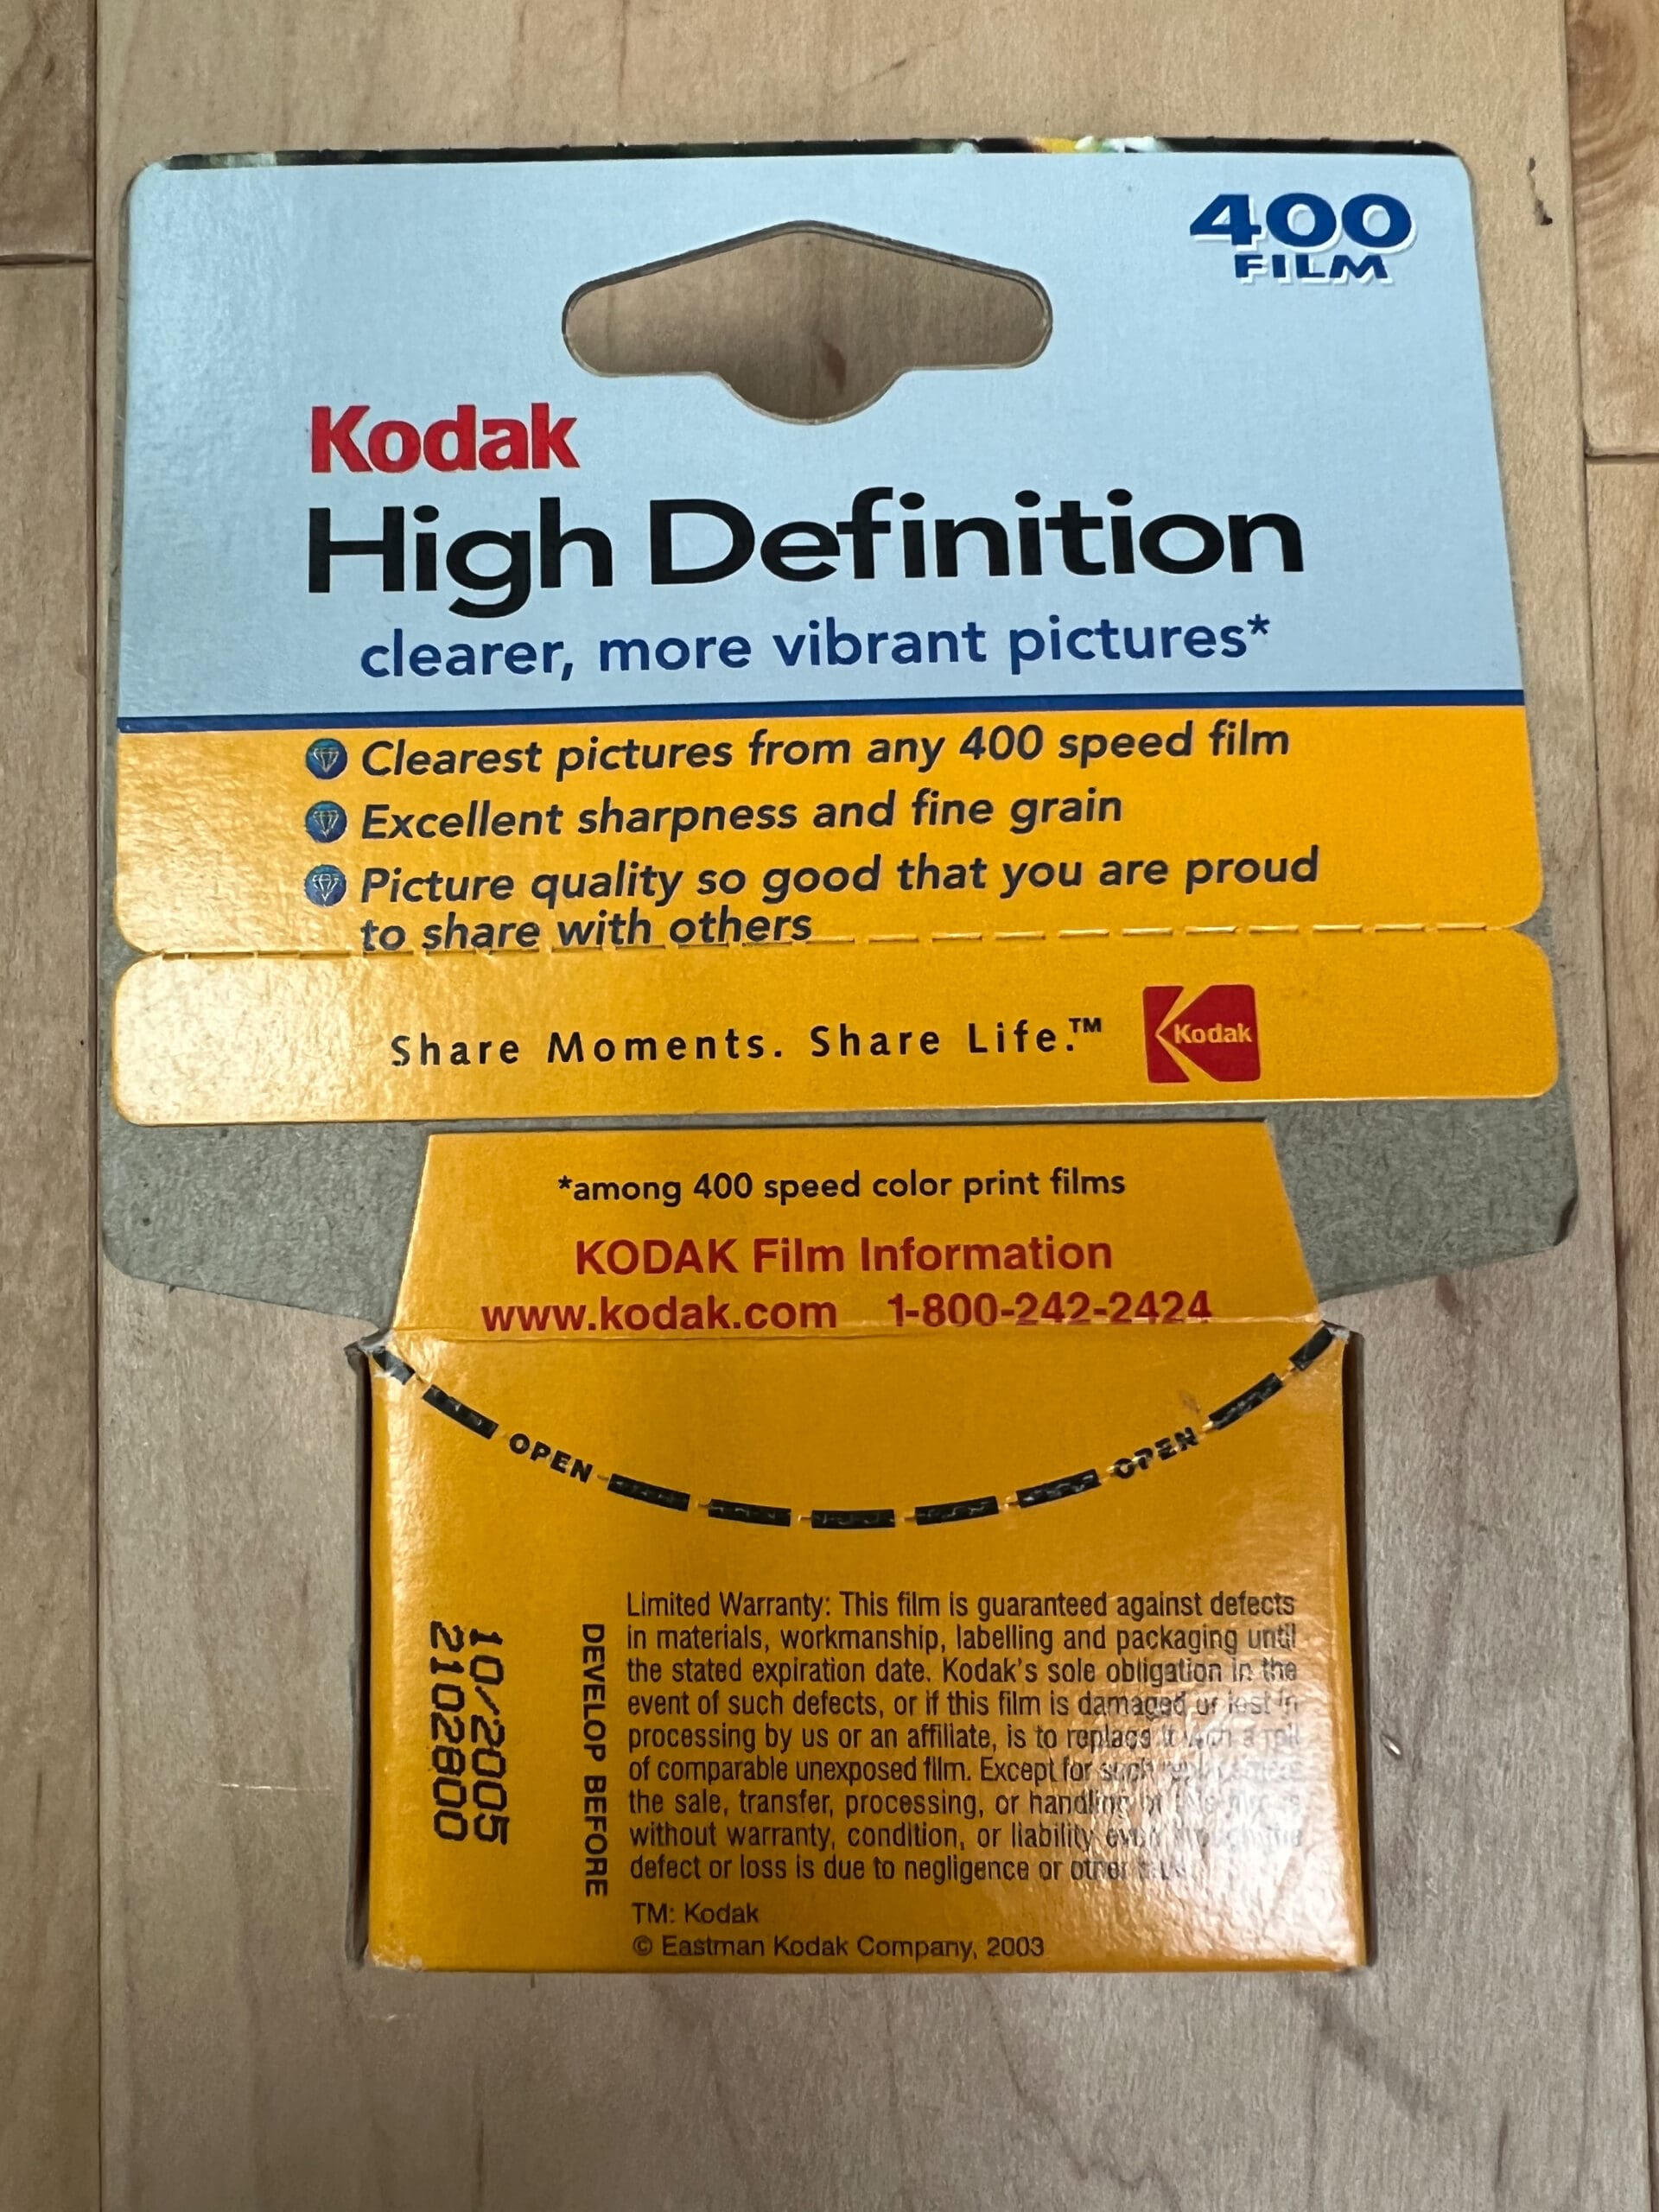 400
FILM
Kodak
High Definition
clearer, more vibrant pictures*
Clearest pictures from any 400 speed film
Excellent sharpness and fine grain
Picture quality so good that you are proud
to share with others
Share Moments. Share Life.™
Kodak
*among 400 speed color print films
KODAK Film Information
www.kodak.com 1-800-242-2424
OPEN
OPEN
10/2005
2102800
DEVELOP BEFORE
Limited Warranty: This film is guaranteed against defects
in materials, workmanship, labelling and packaging until
the stated expiration date. Kodak's sole obligation in the
event of such defects, or if this film is damaged or lost in
processing by us or an affiliate, is to replace it with a roll
of comparable unexposed film. Except for such
the sale, transfer, processing, or handling of
without warranty, condition, or liability even
defect or loss is due to negligence or other
TM: Kodak
© Eastman Kodak Company, 2003